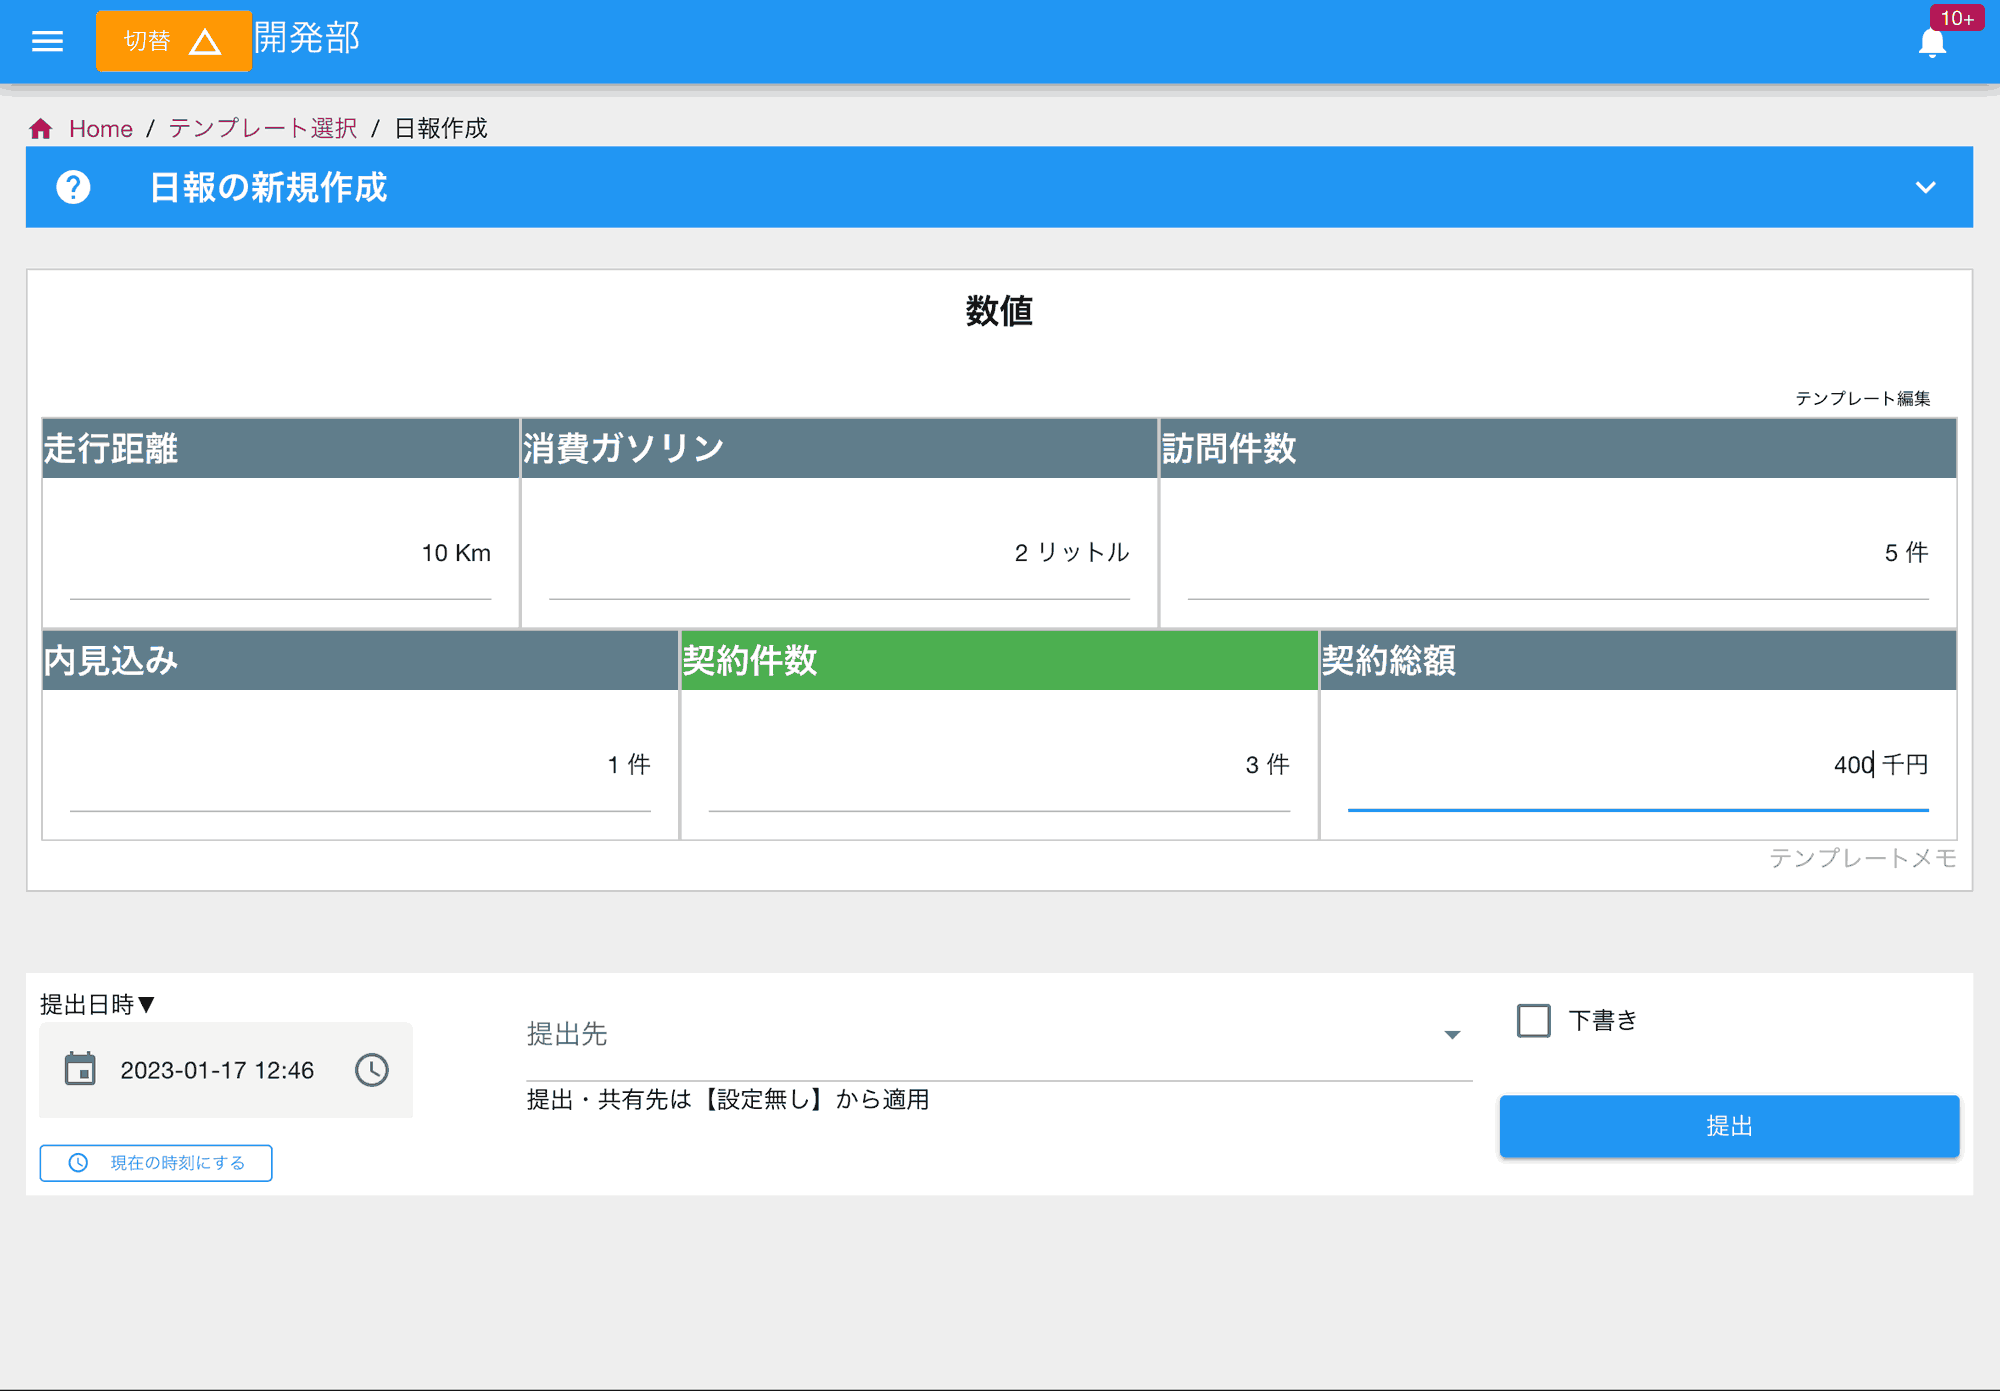 切替 開発部
10+
Home / テンプレート選択 / 日報作成
? 日報の新規作成
数値
テンプレート編集
走行距離 消費ガソリン 訪問件数
10 Km 2 リットル 5 件
内見込み 契約件数 契約総額
1 件 3 件 400 千円
テンプレートメモ
提出日時▼
2023-01-17 12:46
現在の時刻にする
提出先
提出・共有先は【設定無し】から適用
下書き
提出